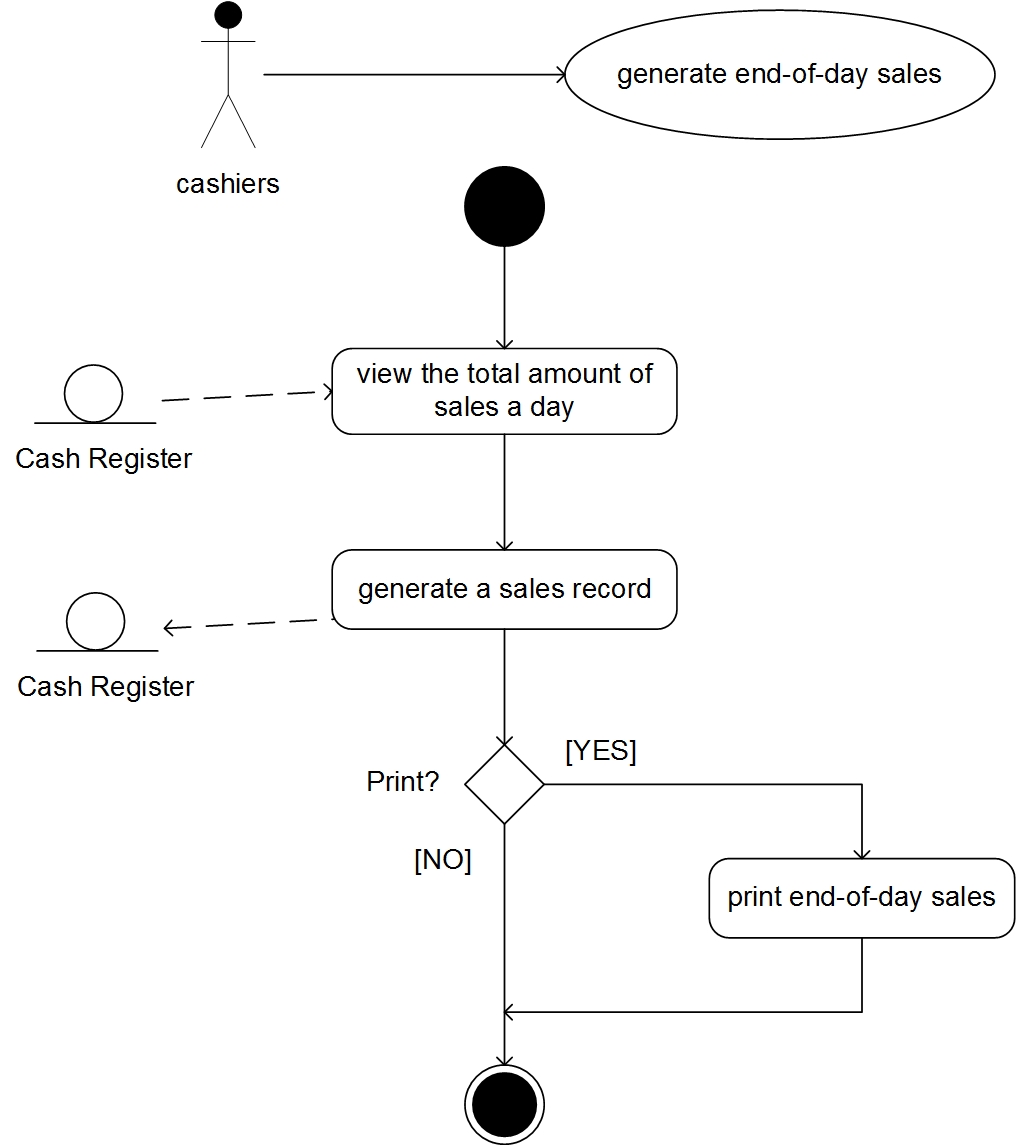 generate end-of-day sales
cashiers
view the total amount of
sales a day
Cash Register
generate a sales record
Cash Register
[YES]
Print?
[NO]
print end-of-day sales